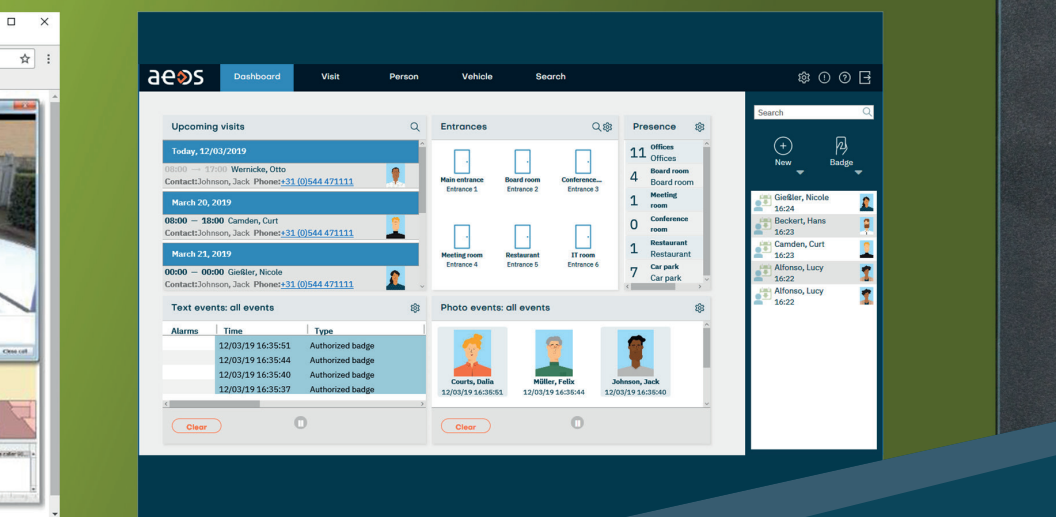 aeos
Dashboard Visit Person Vehicle Search
Upcoming visits
Today, 12/03/2019
08:00 — 17:00 Wernicke, Otto
Contact:Johnson, Jack Phone:+31 (0)544 471111
March 20, 2019
08:00 — 18:00 Camden, Curt
Contact:Johnson, Jack Phone:+31 (0)544 471111
March 21, 2019
00:00 — 00:00 Gießler, Nicole
Contact:Johnson, Jack Phone:+31 (0)544 471111
Entrances
Main entrance
Entrance 1
Board room
Entrance 2
Conference...
Entrance 3
Meeting room
Entrance 4
Restaurant
Entrance 5
IT room
Entrance 6
Presence
11 Offices
Offices
4 Board room
Board room
1 Meeting
room
0 Conference
room
1 Restaurant
Restaurant
7 Car park
Car park
Text events: all events
Alarms Time Type
12/03/19 16:35:51 Authorized badge
12/03/19 16:35:44 Authorized badge
12/03/19 16:35:40 Authorized badge
12/03/19 16:35:37 Authorized badge
Clear
Photo events: all events
Courts, Dalia
12/03/19 16:35:51
Müller, Felix
12/03/19 16:35:44
Johnson, Jack
12/03/19 16:35:40
Clear
Search
New Badge
Gießler, Nicole
16:24
Beckert, Hans
16:23
Camden, Curt
16:23
Alfonso, Lucy
16:22
Alfonso, Lucy
16:22